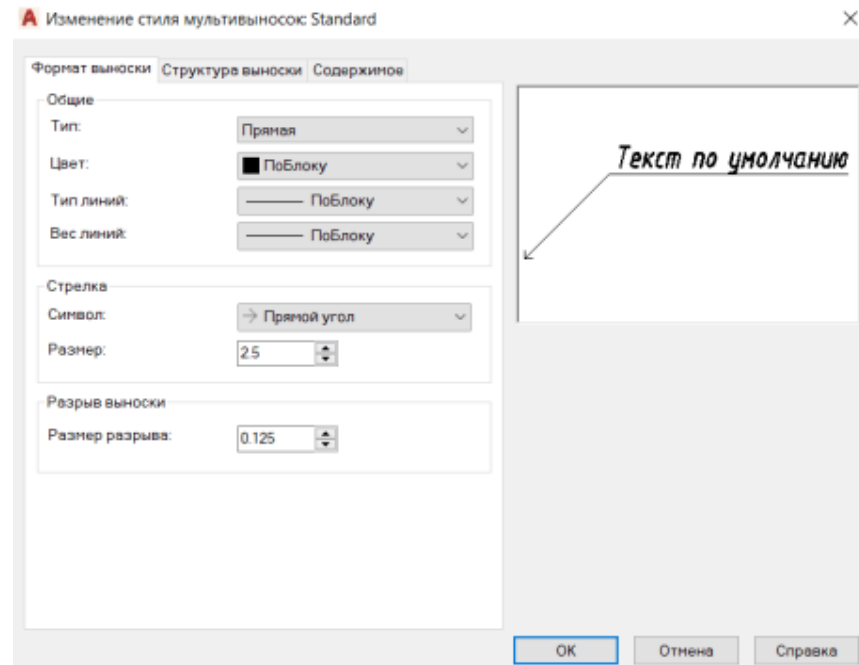 Изменение стиля мультивыносок: Standard
Формат выноски Структура выноски Содержимое
Общие
Тип: Прямая
Цвет: ПоБлоку
Тип линий: ПоБлоку
Вес линий: ПоБлоку
Стрелка
Символ: Прямой угол
Размер: 2.5
Разрыв выноски
Размер разрыва: 0.125
Текст по умолчанию
OK Отмена Справка